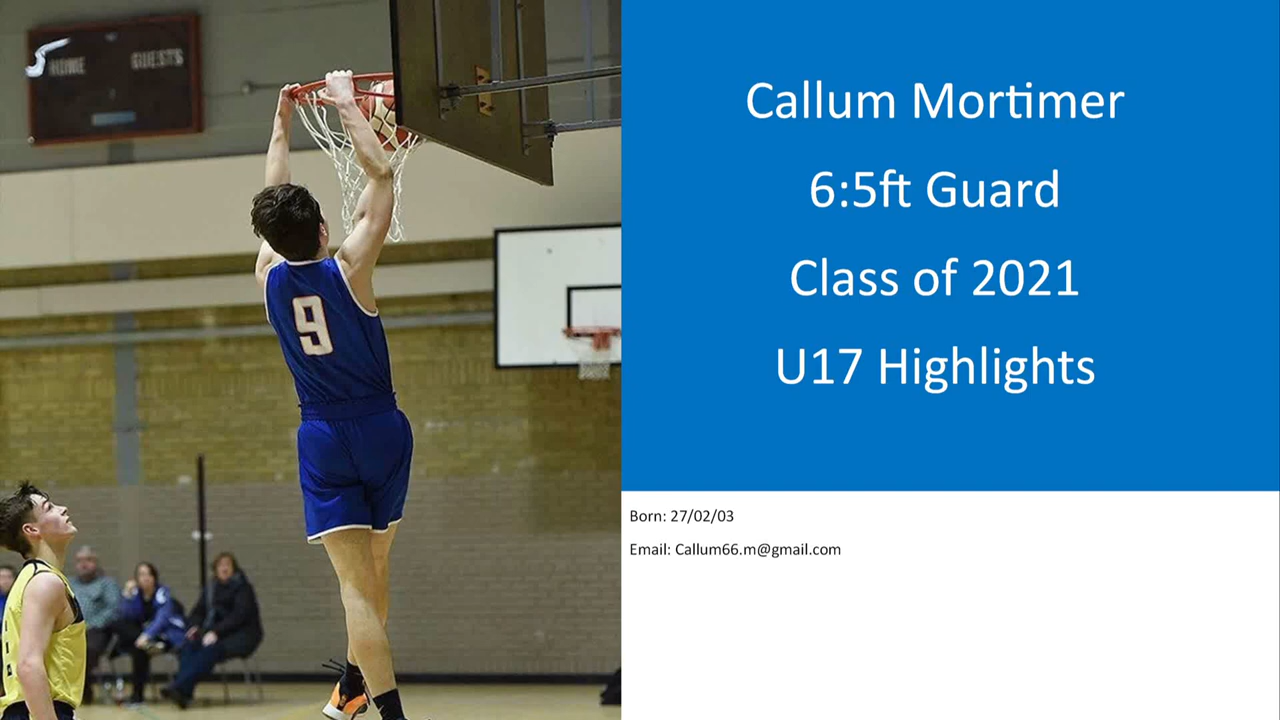 HOME GUESTS
9
Callum Mortimer
6:5ft Guard
Class of 2021
U17 Highlights
Born: 27/02/03
Email: Callum66.m@gmail.com